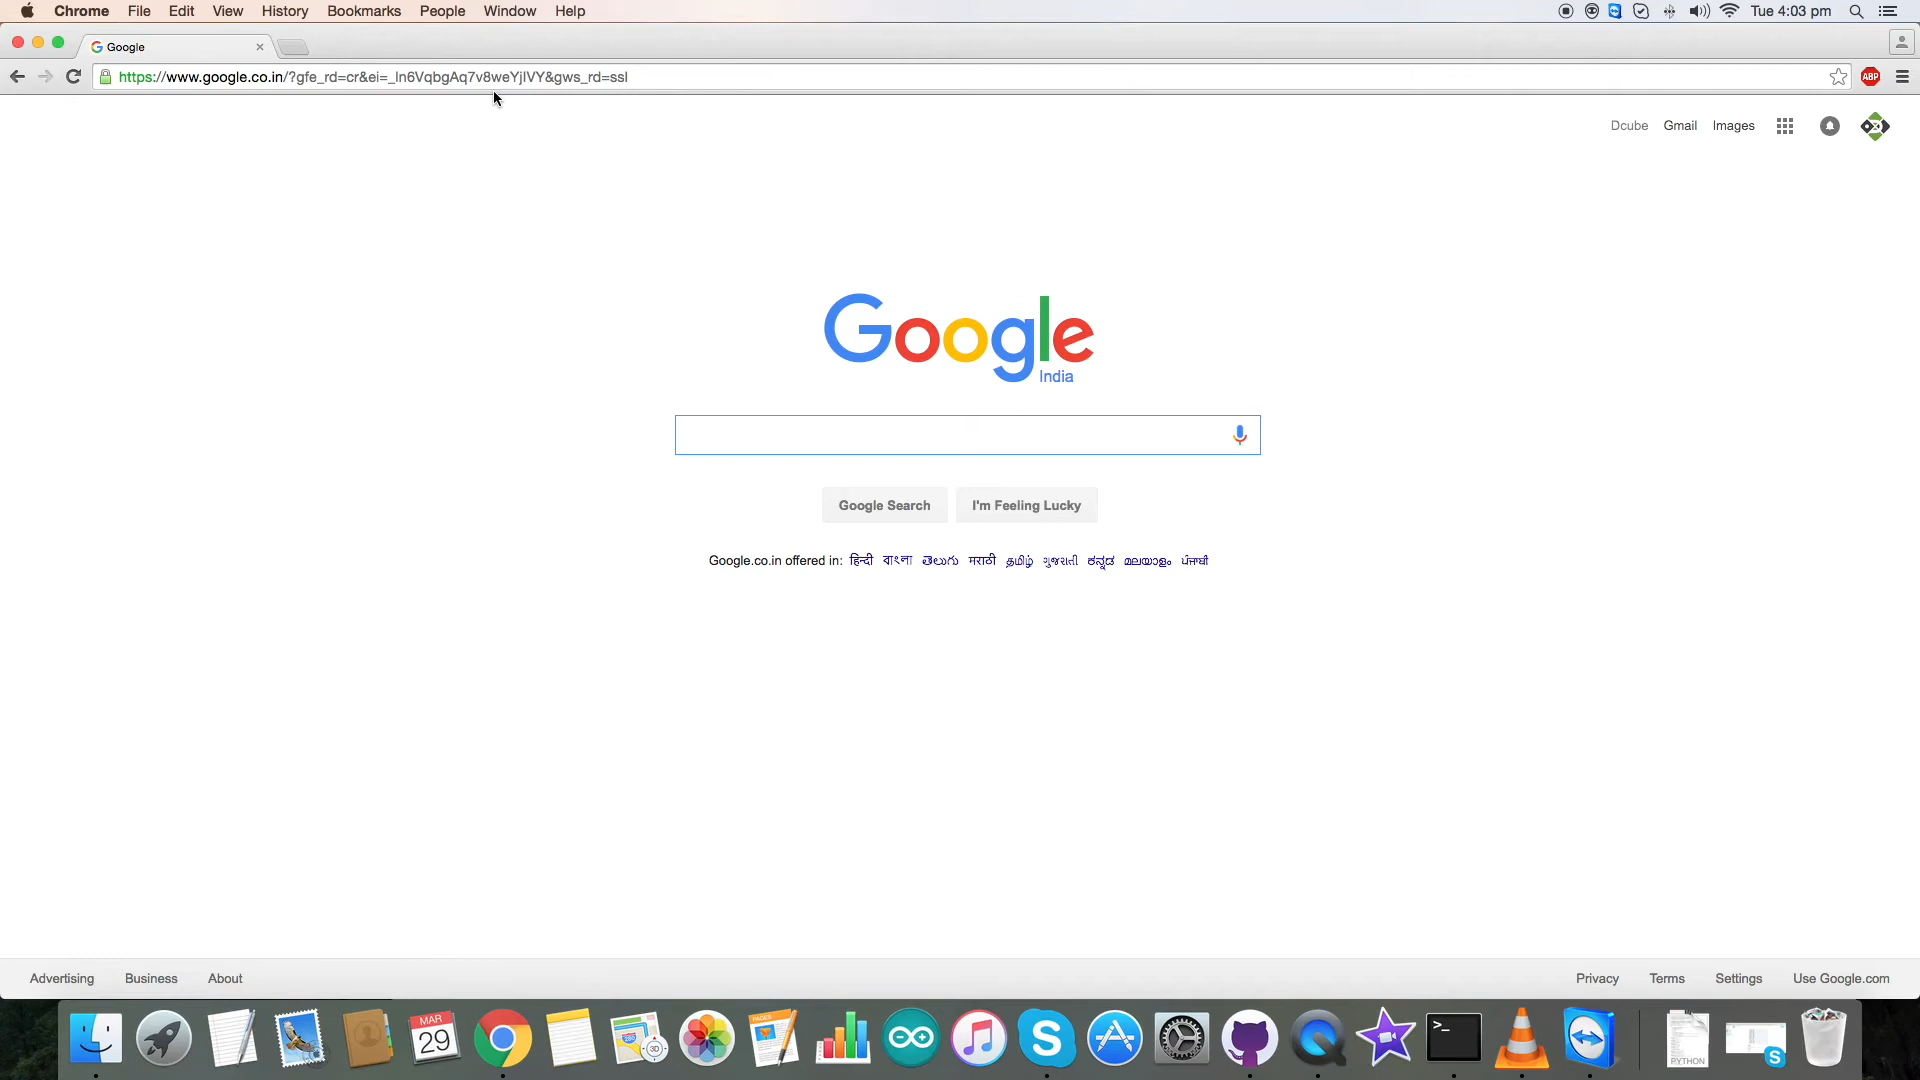 Chrome File Edit View History Bookmarks People Window Help Tue 4:03 pm
Google
https://www.google.co.in/?gfe_rd=cr&ei=_ln6VqbgAq7v8weYjIVY&gws_rd=ssl
ABP
Dcube Gmail Images
Google
India
Google Search I'm Feeling Lucky
Google.co.in offered in: हिन्दी বাংলা తెలుగు मराठी தமிழ் ગુજરાતી ಕನ್ನಡ മലയാളം ਪੰਜਾਬੀ
Advertising Business About Privacy Terms Settings Use Google.com
MAR
29
3D
PAGES
>_
PYTHON